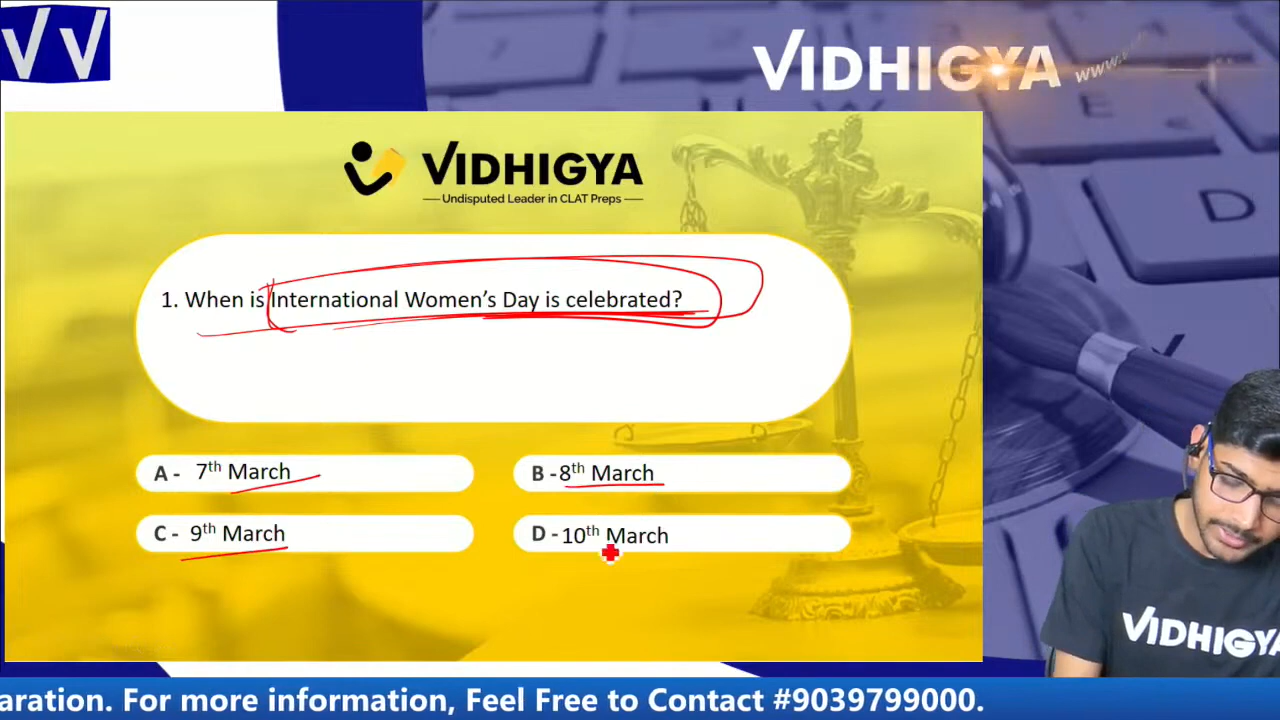 VV
VIDHIGYA
www.
VIDHIGYA
Undisputed Leader in CLAT Preps
1. When is International Women’s Day is celebrated?
A - 7th March
B - 8th March
C - 9th March
D - 10th March
VIDHIGYA
aration. For more information, Feel Free to Contact #9039799000.